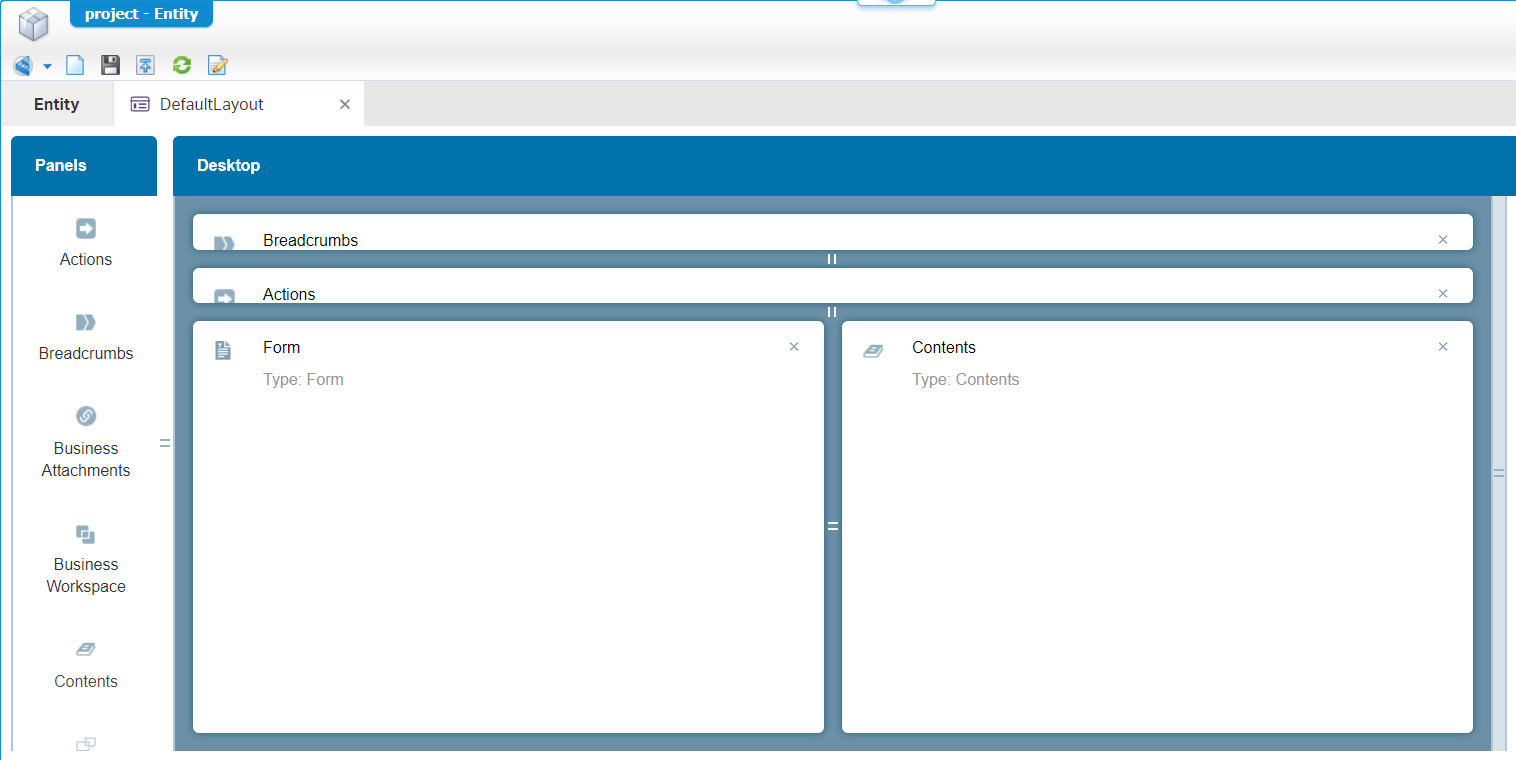 project - Entity
Entity
DefaultLayout
Panels
Desktop
Actions
Breadcrumbs
Business
Attachments
Business
Workspace
Contents
Breadcrumbs
Actions
Form
Type: Form
Contents
Type: Contents